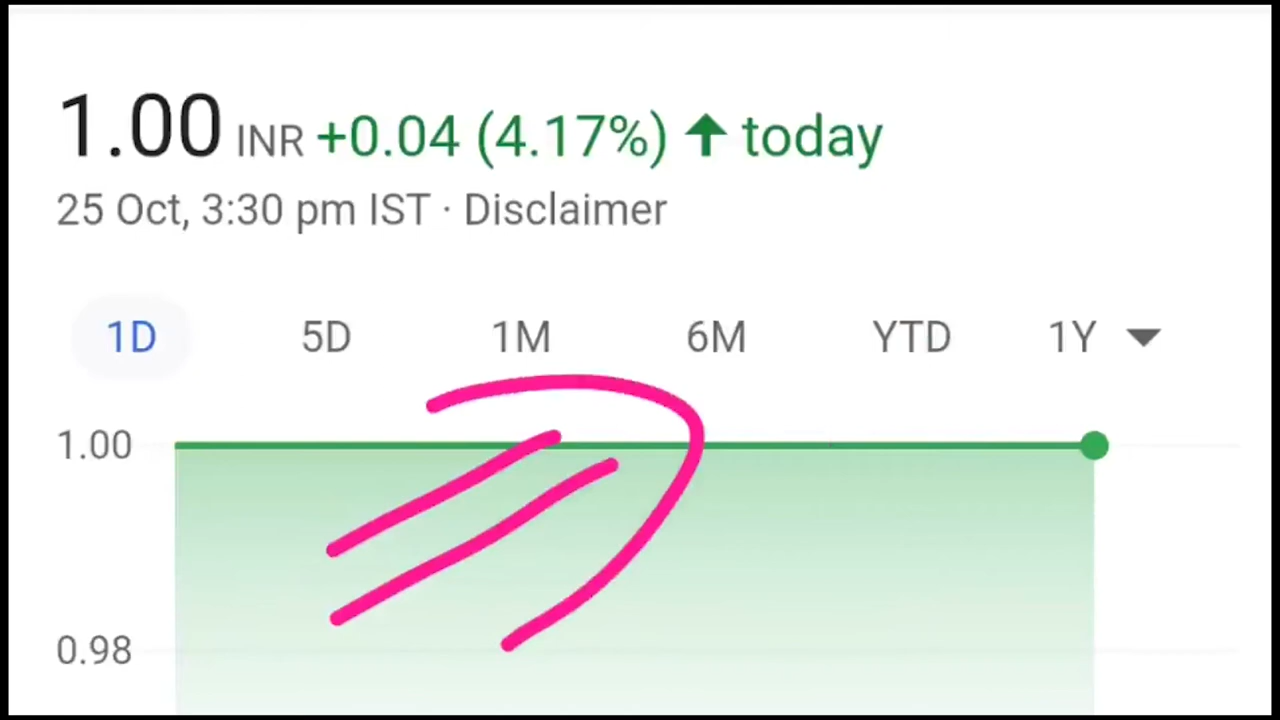 1.00 INR +0.04 (4.17%) ↑ today
25 Oct, 3:30 pm IST · Disclaimer
1D 5D 1M 6M YTD 1Y
1.00
0.98